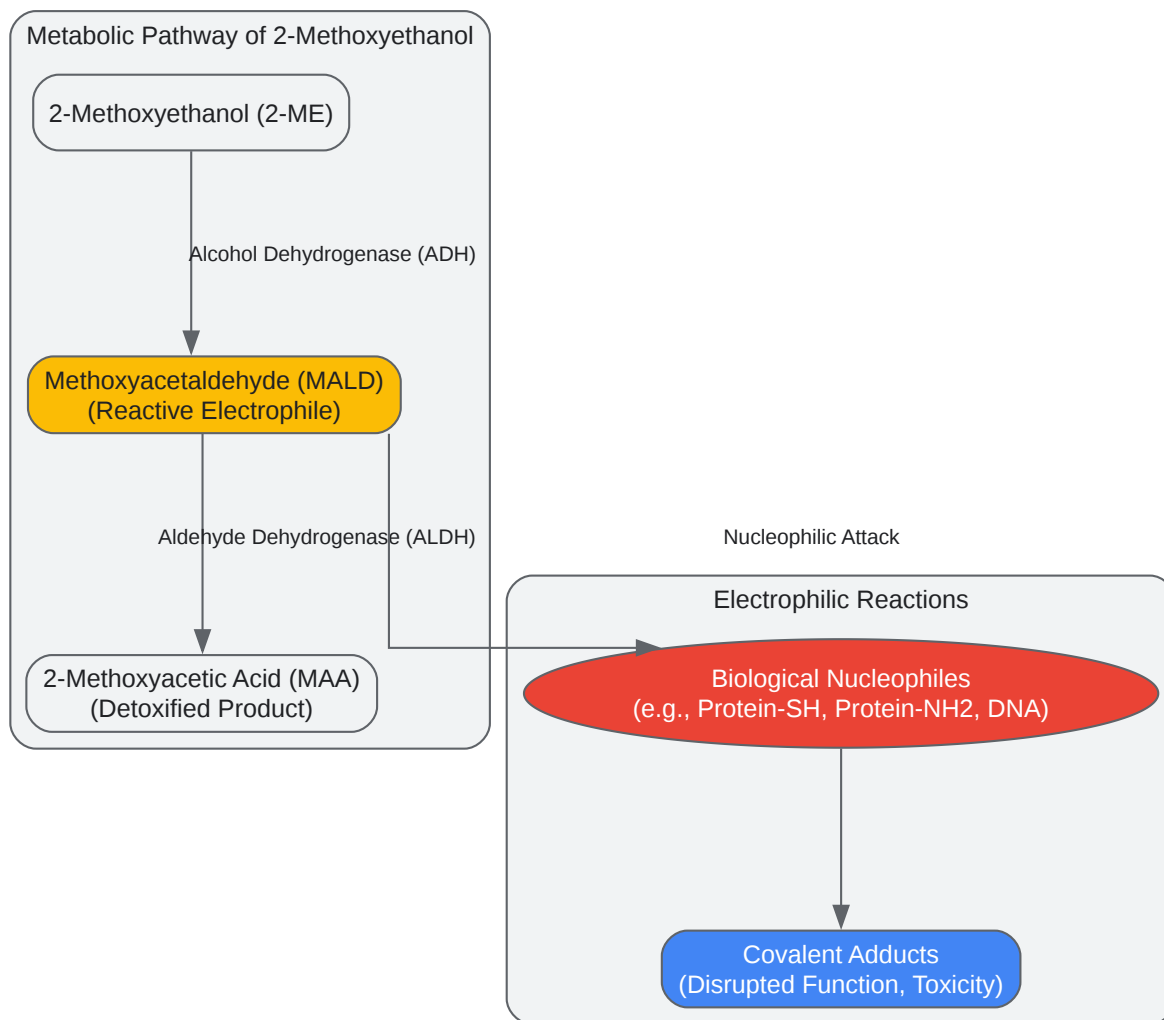 Metabolic Pathway of 2-Methoxyethanol
2-Methoxyethanol (2-ME)
Alcohol Dehydrogenase (ADH)
Methoxyacetaldehyde (MALD)
(Reactive Electrophile)
Aldehyde Dehydrogenase (ALDH)
2-Methoxyacetic Acid (MAA)
(Detoxified Product)
Nucleophilic Attack
Electrophilic Reactions
Biological Nucleophiles
(e.g., Protein-SH, Protein-NH2, DNA)
Covalent Adducts
(Disrupted Function, Toxicity)